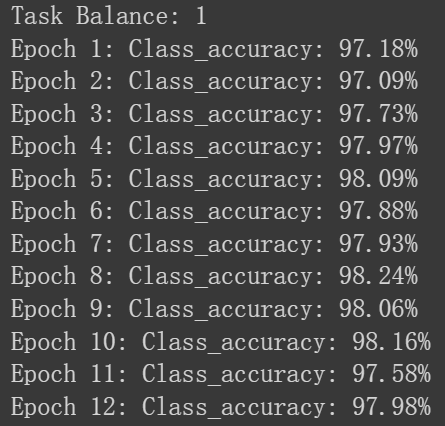 Task Balance: 1
Epoch 1: Class_accuracy: 97.18%
Epoch 2: Class_accuracy: 97.09%
Epoch 3: Class_accuracy: 97.73%
Epoch 4: Class_accuracy: 97.97%
Epoch 5: Class_accuracy: 98.09%
Epoch 6: Class_accuracy: 97.88%
Epoch 7: Class_accuracy: 97.93%
Epoch 8: Class_accuracy: 98.24%
Epoch 9: Class_accuracy: 98.06%
Epoch 10: Class_accuracy: 98.16%
Epoch 11: Class_accuracy: 97.58%
Epoch 12: Class_accuracy: 97.98%